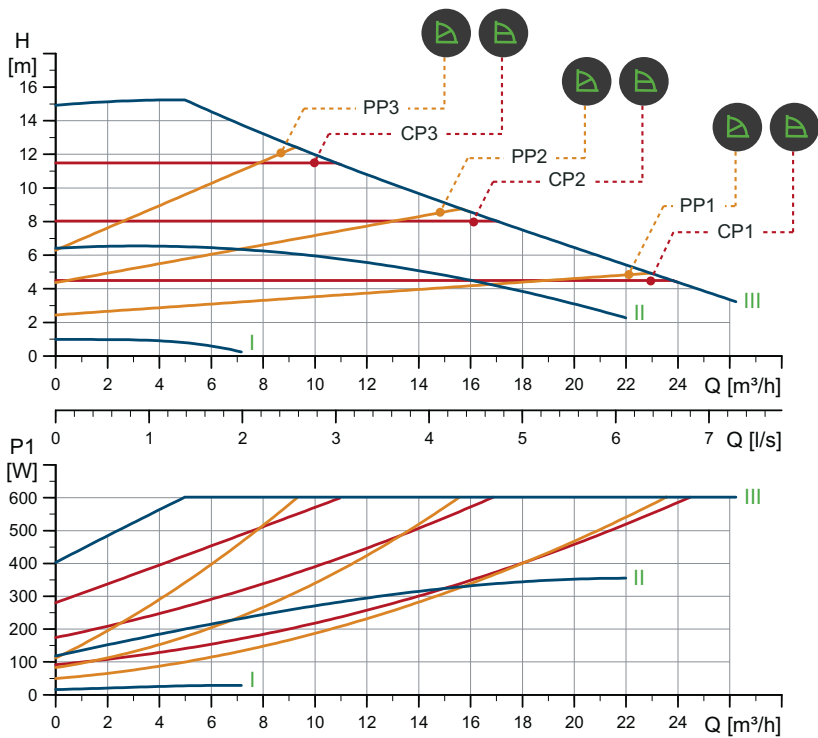 H
[m]
16
14
12
10
8
6
4
2
0
PP3
CP3
PP2
CP2
PP1
CP1
I
II
III
0 2 4 6 8 10 12 14 16 18 20 22 24 Q [m³/h]
0 1 2 3 4 5 6 7 Q [l/s]
P1
[W]
600
500
400
300
200
100
0
III
II
I
0 2 4 6 8 10 12 14 16 18 20 22 24 Q [m³/h]